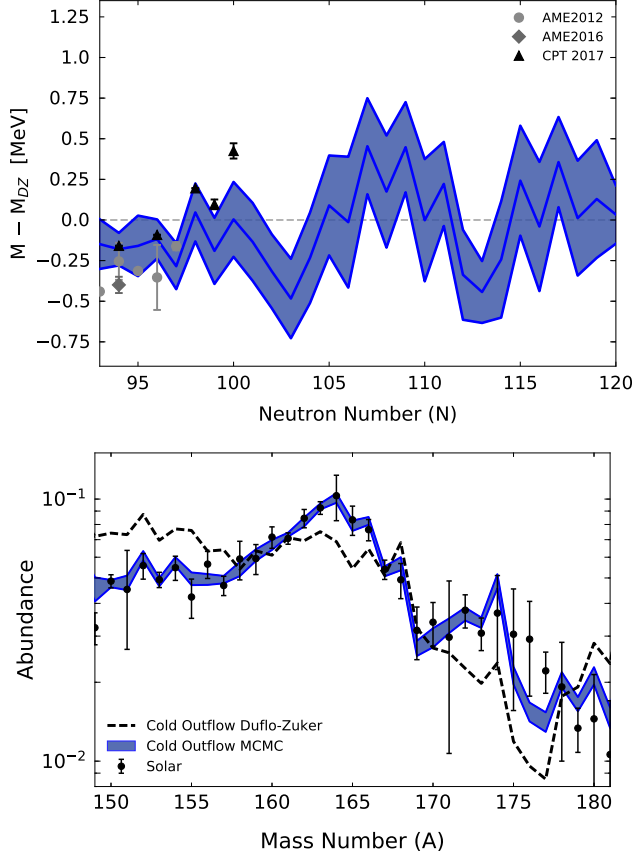 1.25
1.0
0.75
0.5
0.25
0.0
−0.25
−0.5
−0.75
M − M_DZ [MeV]
AME2012
AME2016
CPT 2017
95 100 105 110 115 120
Neutron Number (N)
10⁻¹
10⁻²
Abundance
Cold Outflow Duflo-Zuker
Cold Outflow MCMC
Solar
150 155 160 165 170 175 180
Mass Number (A)